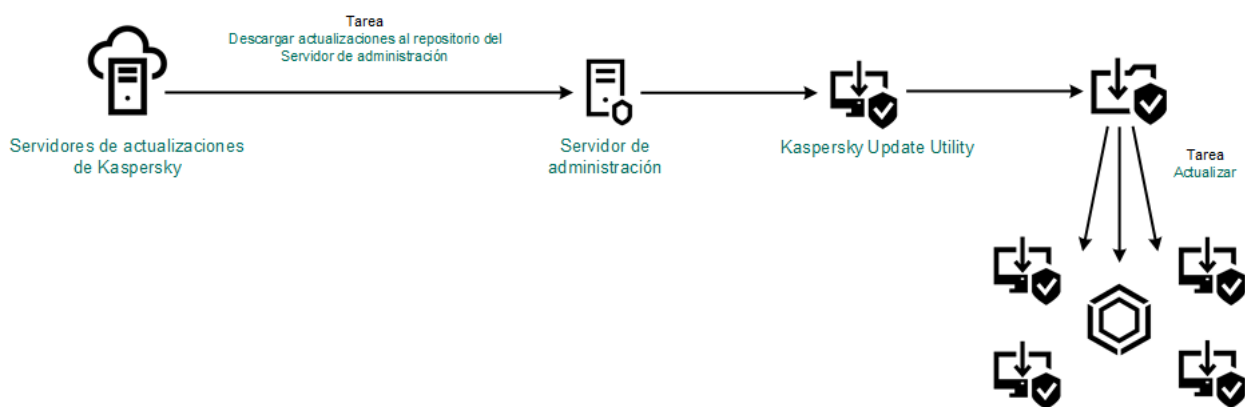 Tarea
Descargar actualizaciones al repositorio del
Servidor de administración
Servidores de actualizaciones
de Kaspersky
Servidor de
administración
Kaspersky Update Utility
Tarea
Actualizar